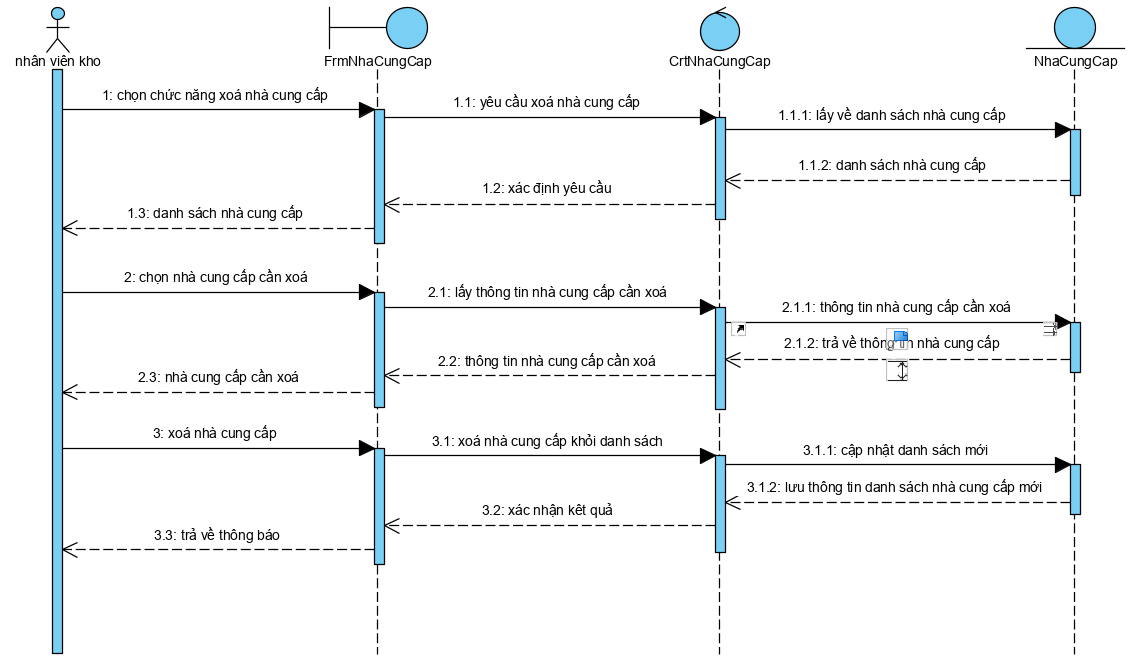 nhân viên kho
FrmNhaCungCap
CrtNhaCungCap
NhaCungCap
1: chọn chức năng xoá nhà cung cấp
1.1: yêu cầu xoá nhà cung cấp
1.1.1: lấy về danh sách nhà cung cấp
1.1.2: danh sách nhà cung cấp
1.2: xác định yêu cầu
1.3: danh sách nhà cung cấp
2: chọn nhà cung cấp cần xoá
2.1: lấy thông tin nhà cung cấp cần xoá
2.1.1: thông tin nhà cung cấp cần xoá
2.1.2: trả về thông tin nhà cung cấp
2.2: thông tin nhà cung cấp cần xoá
2.3: nhà cung cấp cần xoá
3: xoá nhà cung cấp
3.1: xoá nhà cung cấp khỏi danh sách
3.1.1: cập nhật danh sách mới
3.1.2: lưu thông tin danh sách nhà cung cấp mới
3.2: xác nhận kêt quả
3.3: trả về thông báo